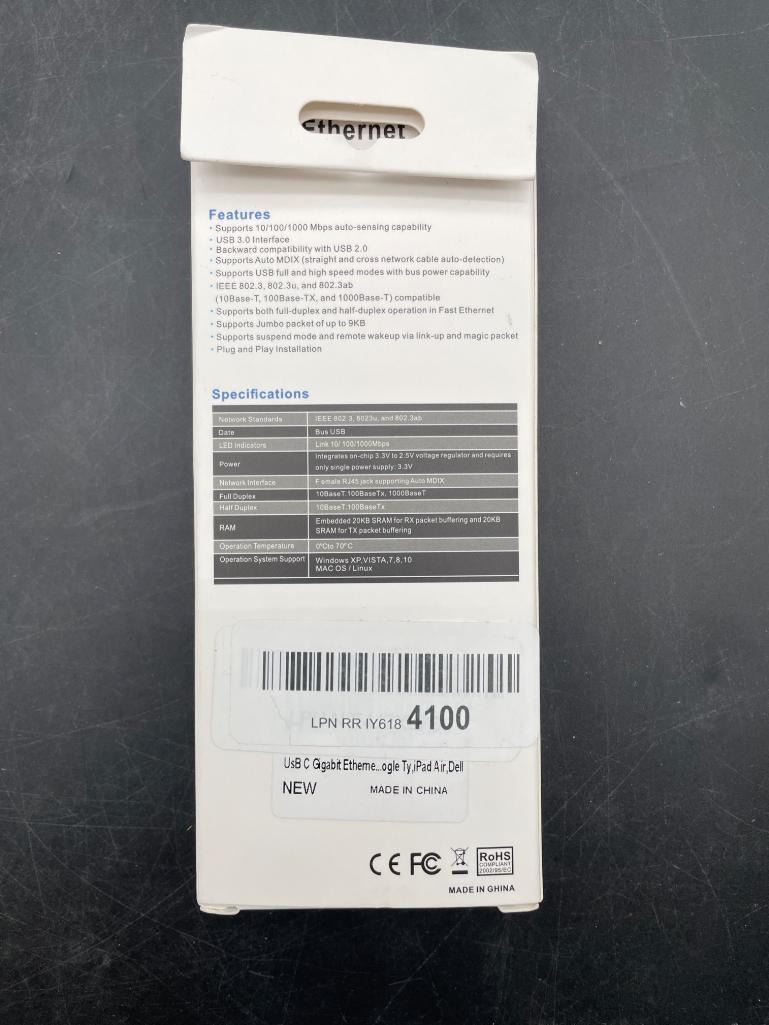 Ethernet
Features
• Supports 10/100/1000 Mbps auto-sensing capability
• USB 3.0 Interface
• Backward compatibility with USB 2.0
• Supports Auto MDIX (straight and cross network cable auto-detection)
• Supports USB full and high speed modes with bus power capability
• IEEE 802.3, 802.3u, and 802.3ab
(10Base-T, 100Base-TX, and 1000Base-T) compatible
• Supports both full-duplex and half-duplex operation in Fast Ethernet
• Supports Jumbo packet of up to 9KB
• Supports suspend mode and remote wakeup via link-up and magic packet
• Plug and Play Installation
Specifications
Network Standards IEEE 802 3, 8023u, and 802.3ab
Date Bus USB
LED Indicators Link 10/ 100/1000Mbps
Power Integrates on-chip 3.3V to 2.5V voltage regulator and requires
only single power supply: 3.3V
Network Interface Female RJ45 jack supporting Auto MDIX
Full Duplex 10BaseT.100BaseTx, 1000BaseT
Half Duplex 10BaseT.100BaseTx
RAM Embedded 20KB SRAM for RX packet buffering and 20KB
SRAM for TX packet buffering
Operation Temperature 0°Cto 70°C
Operation System Support Windows XP,VISTA,7,8,10
MAC OS / Linux
LPN RR IY618 4100
UsB C Gigabit Etherne...ogle Ty,iPad Air,Dell
NEW MADE IN CHINA
CE FC RoHS
COMPLIANT
2002/95/EC
MADE IN GHINA